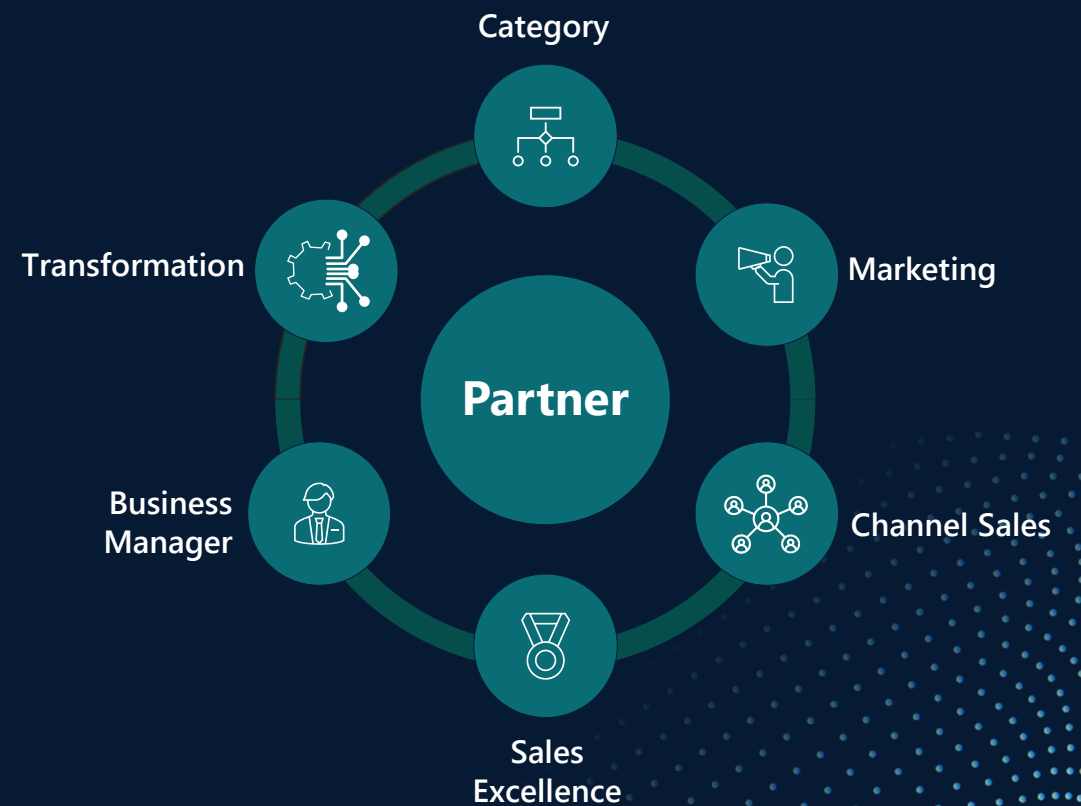 Category
Transformation
Marketing
Partner
Business
Manager
Channel Sales
Sales
Excellence